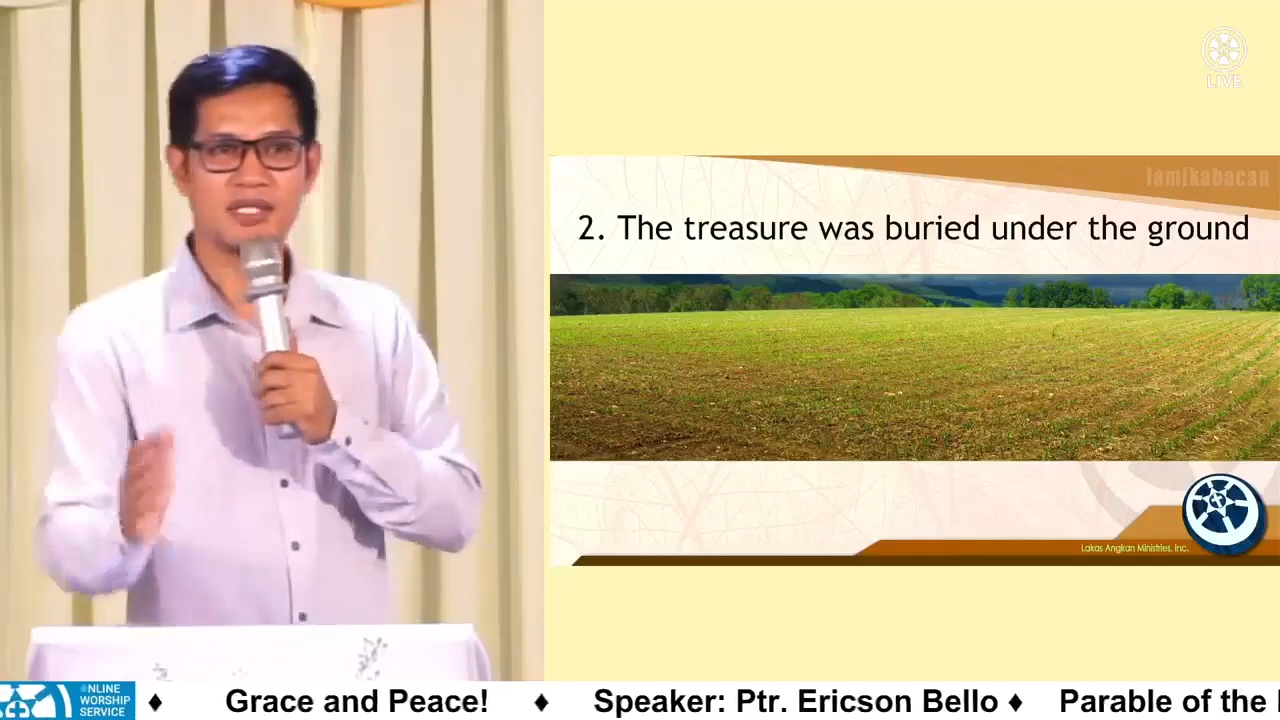 LIVE
lamikabacan
2. The treasure was buried under the ground
Lakas Angkan Ministries, Inc.
ONLINE
WORSHIP
SERVICE
♦ Grace and Peace! ♦ Speaker: Ptr. Ericson Bello ♦ Parable of the